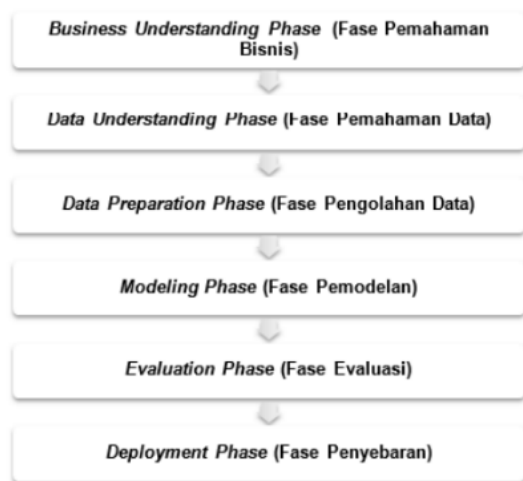 Business Understanding Phase (Fase Pemahaman
Bisnis)
Data Understanding Phase (Fase Pemahaman Data)
Data Preparation Phase (Fase Pengolahan Data)
Modeling Phase (Fase Pemodelan)
Evaluation Phase (Fase Evaluasi)
Deployment Phase (Fase Penyebaran)